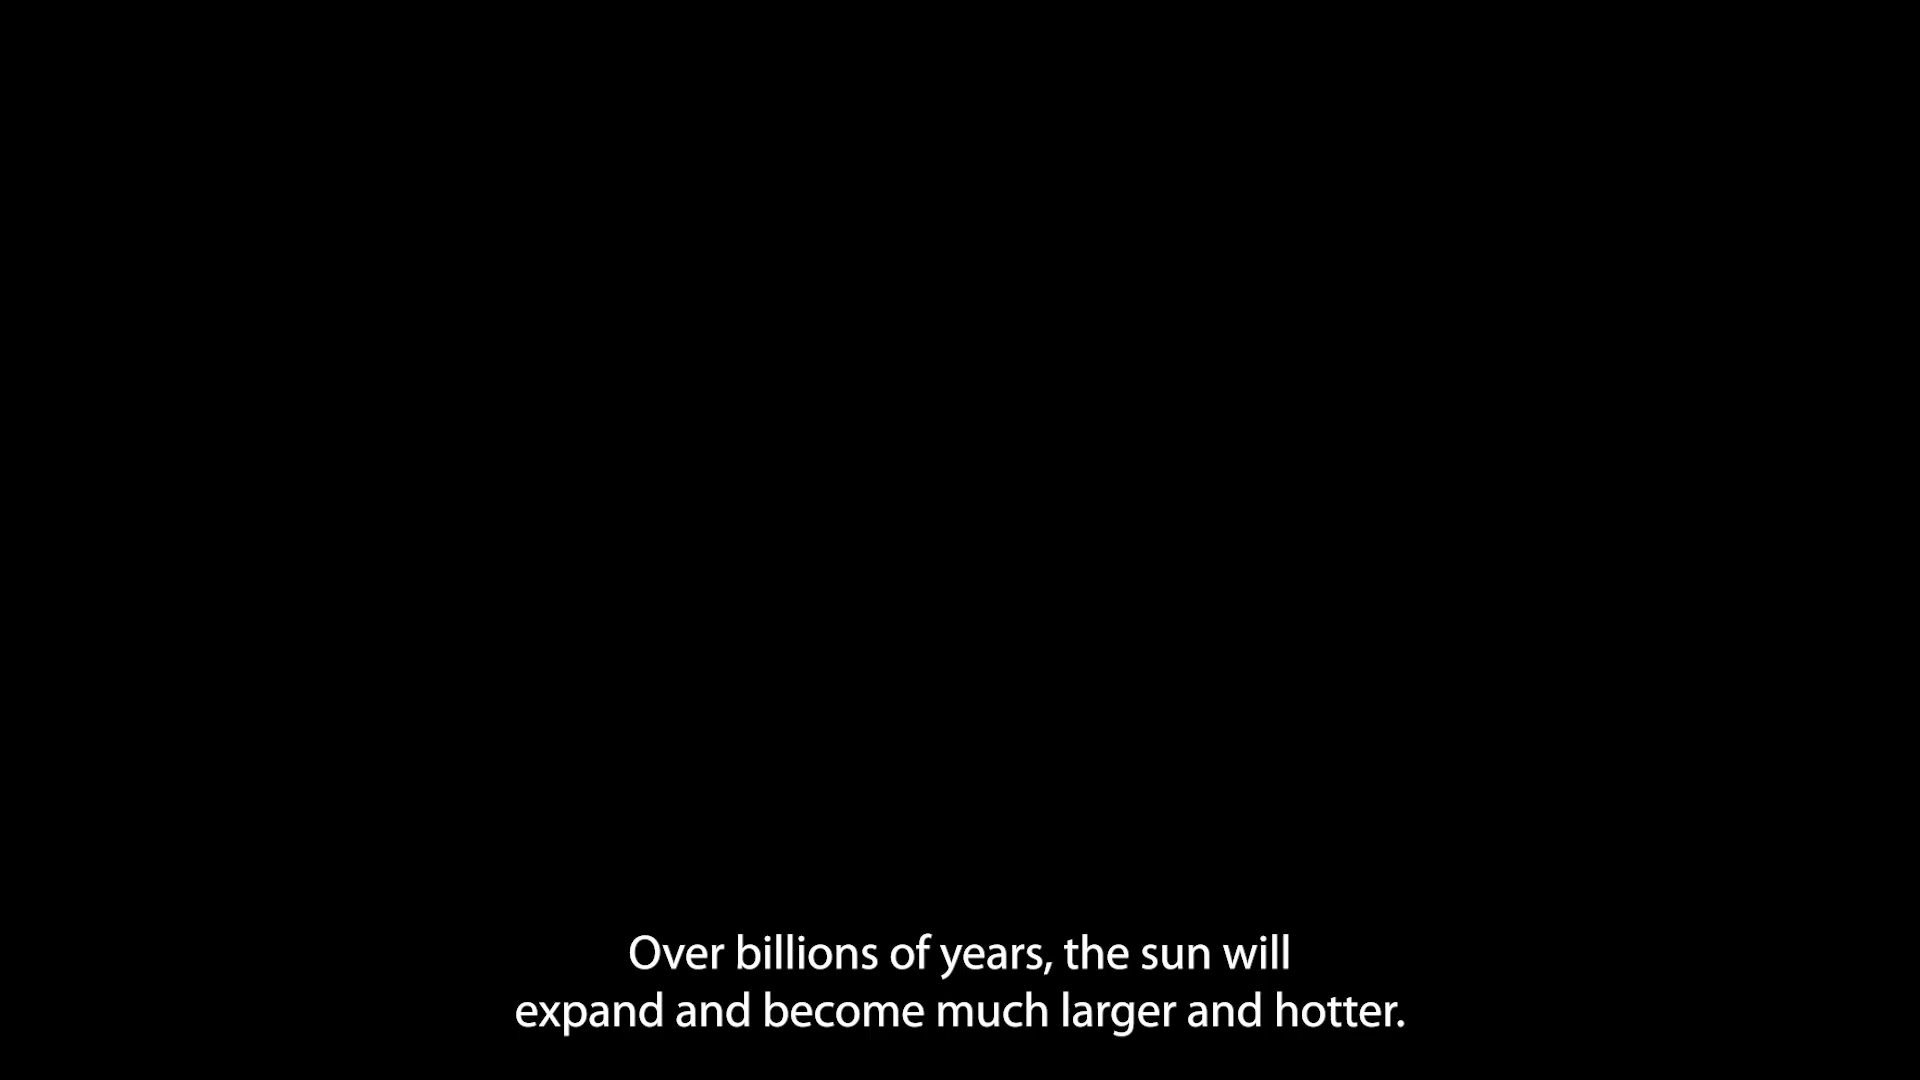 Over billions of years, the sun will
expand and become much larger and hotter.